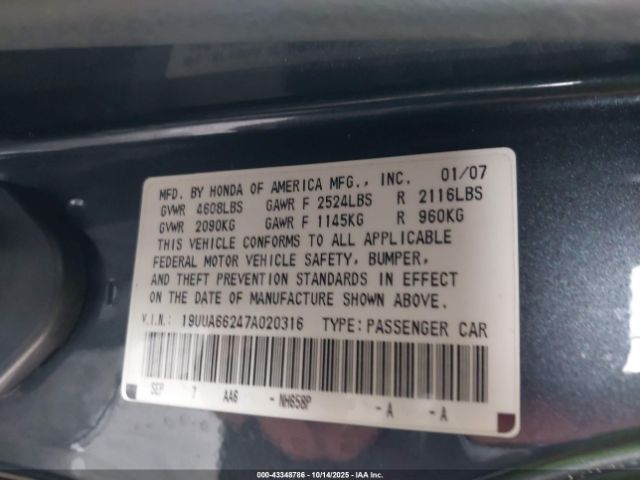 MFD. BY HONDA OF AMERICA MFG., INC. 01/07
GVWR 4608LBS GAWR F 2524LBS R 2116LBS
GVWR 2090KG GAWR F 1145KG R 960KG
THIS VEHICLE CONFORMS TO ALL APPLICABLE
FEDERAL MOTOR VEHICLE SAFETY, BUMPER,
AND THEFT PREVENTION STANDARDS IN EFFECT
ON THE DATE OF MANUFACTURE SHOWN ABOVE.
V.I.N.: 19UUA66247A020316 TYPE: PASSENGER CAR
SEP 7 AA6 - NH658P - A - A
000-43348786 | 10/14/2025 | IAA Inc.